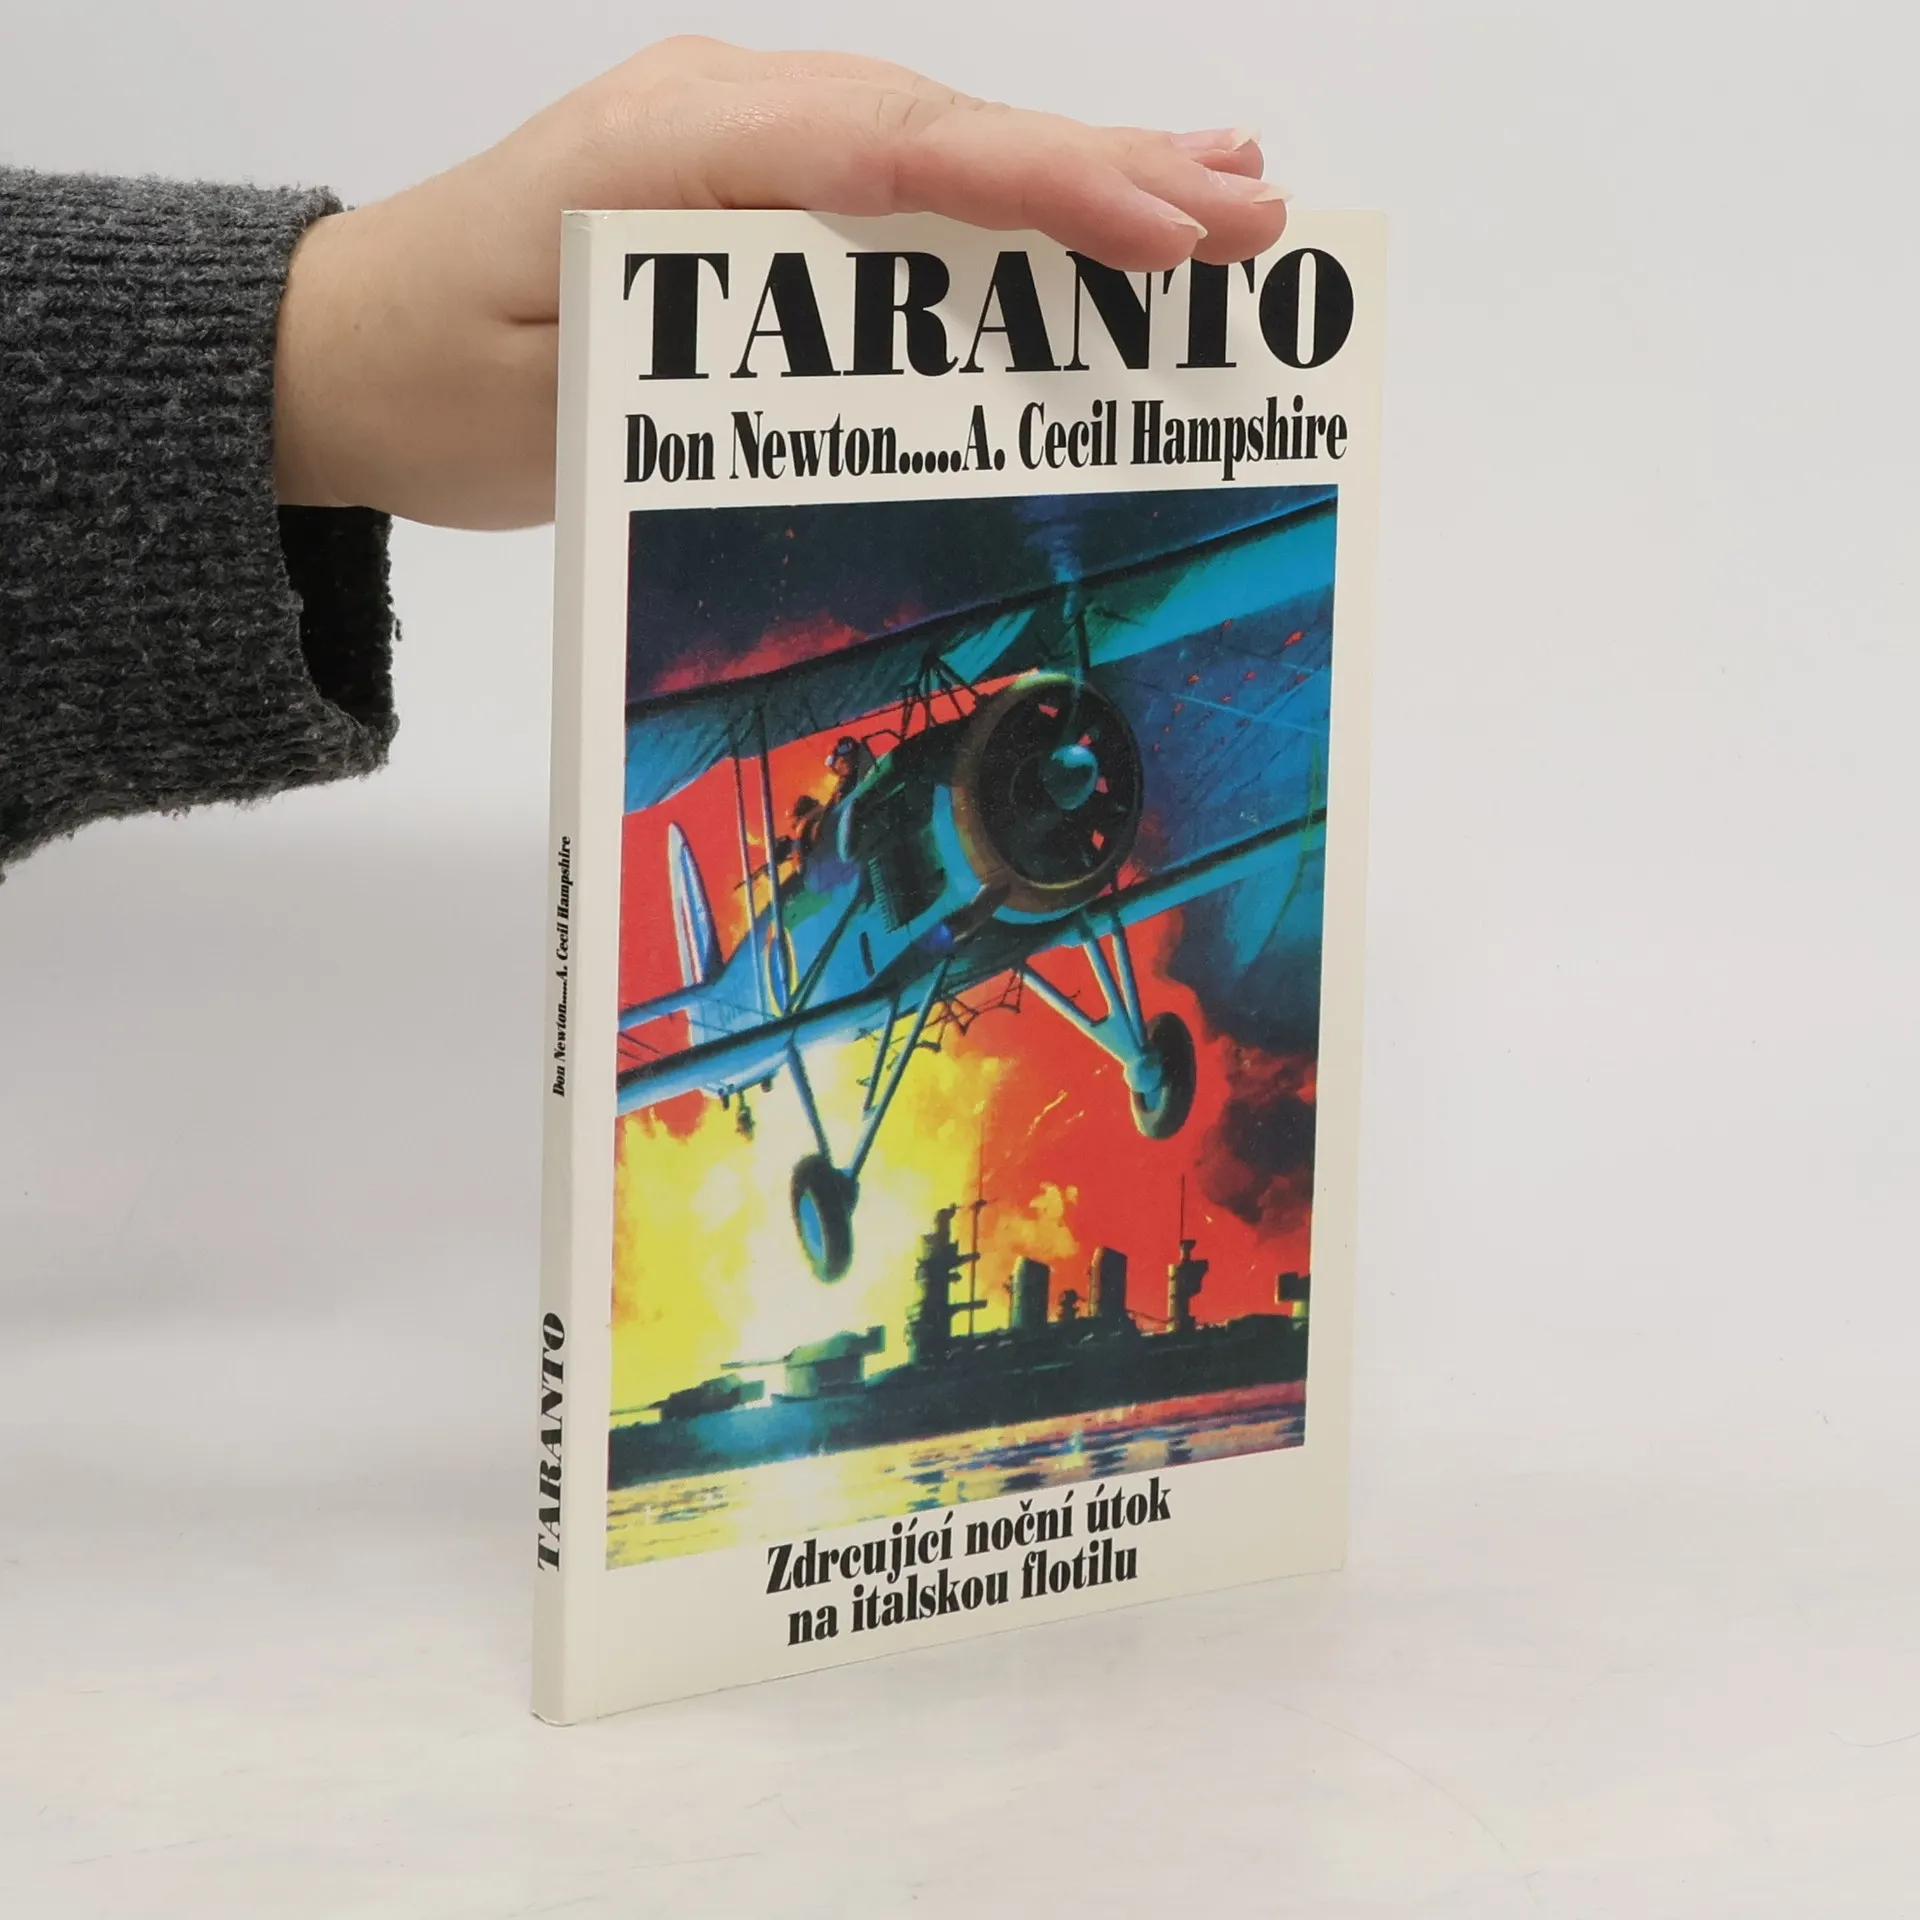 TARANTO
Don Newton.....A. Cecil Hampshire
Zdrcující noční útok
na italskou flotilu
Don Newton.....A. Cecil Hampshire
TARANTO